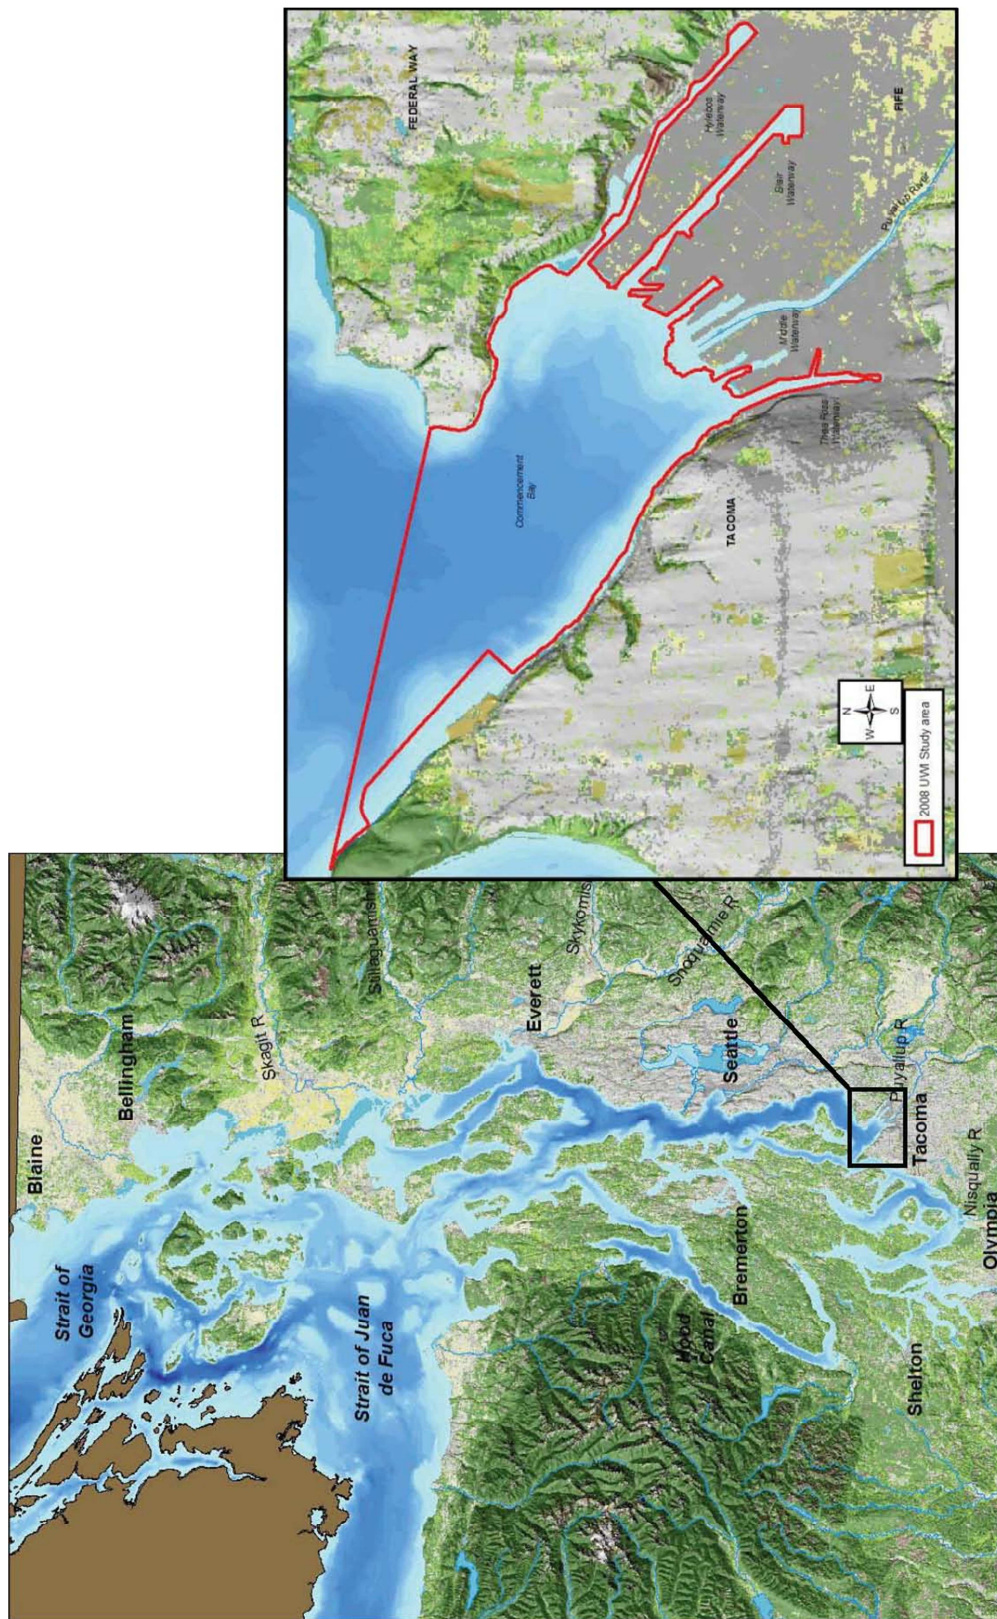 FEDERAL WAY
Hylebos
Waterway
FIFE
Blair
Waterway
Puyallup River
Commencement
Bay
Middle
Waterway
Thea Foss
Waterway
TACOMA
N
W
E
S
2008 UWI Study area
Blaine
Bellingham
Strait of
Georgia
Skagit R
Stillaguamish
Strait of Juan
de Fuca
Everett
Skykomis
Snoqualmie R
Seattle
Hood
Canal
Bremerton
Puyallup R
Tacoma
Shelton
Nisqually R
Olympia